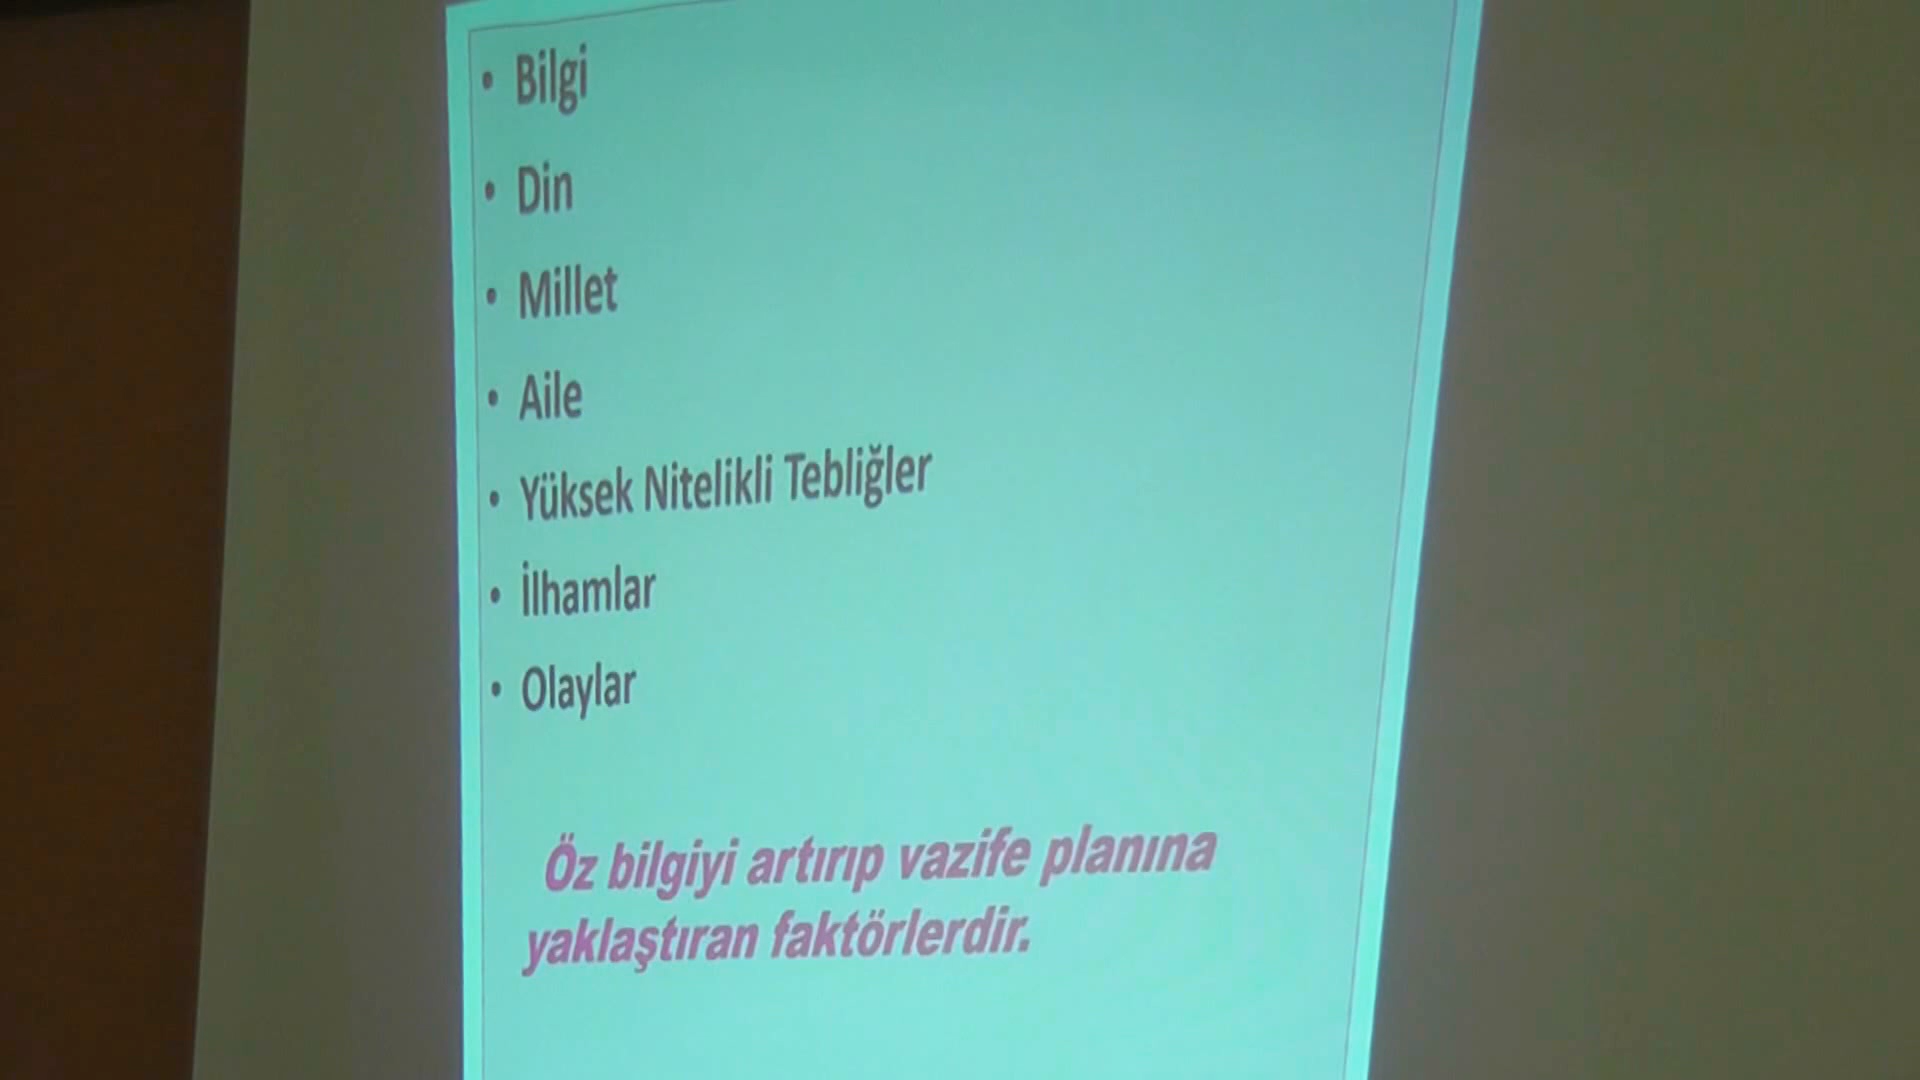 • Bilgi
• Din
• Millet
• Aile
• Yüksek Nitelikli Tebliğler
• İlhamlar
• Olaylar
Öz bilgiyi artırıp vazife planına
yaklaştıran faktörlerdir.